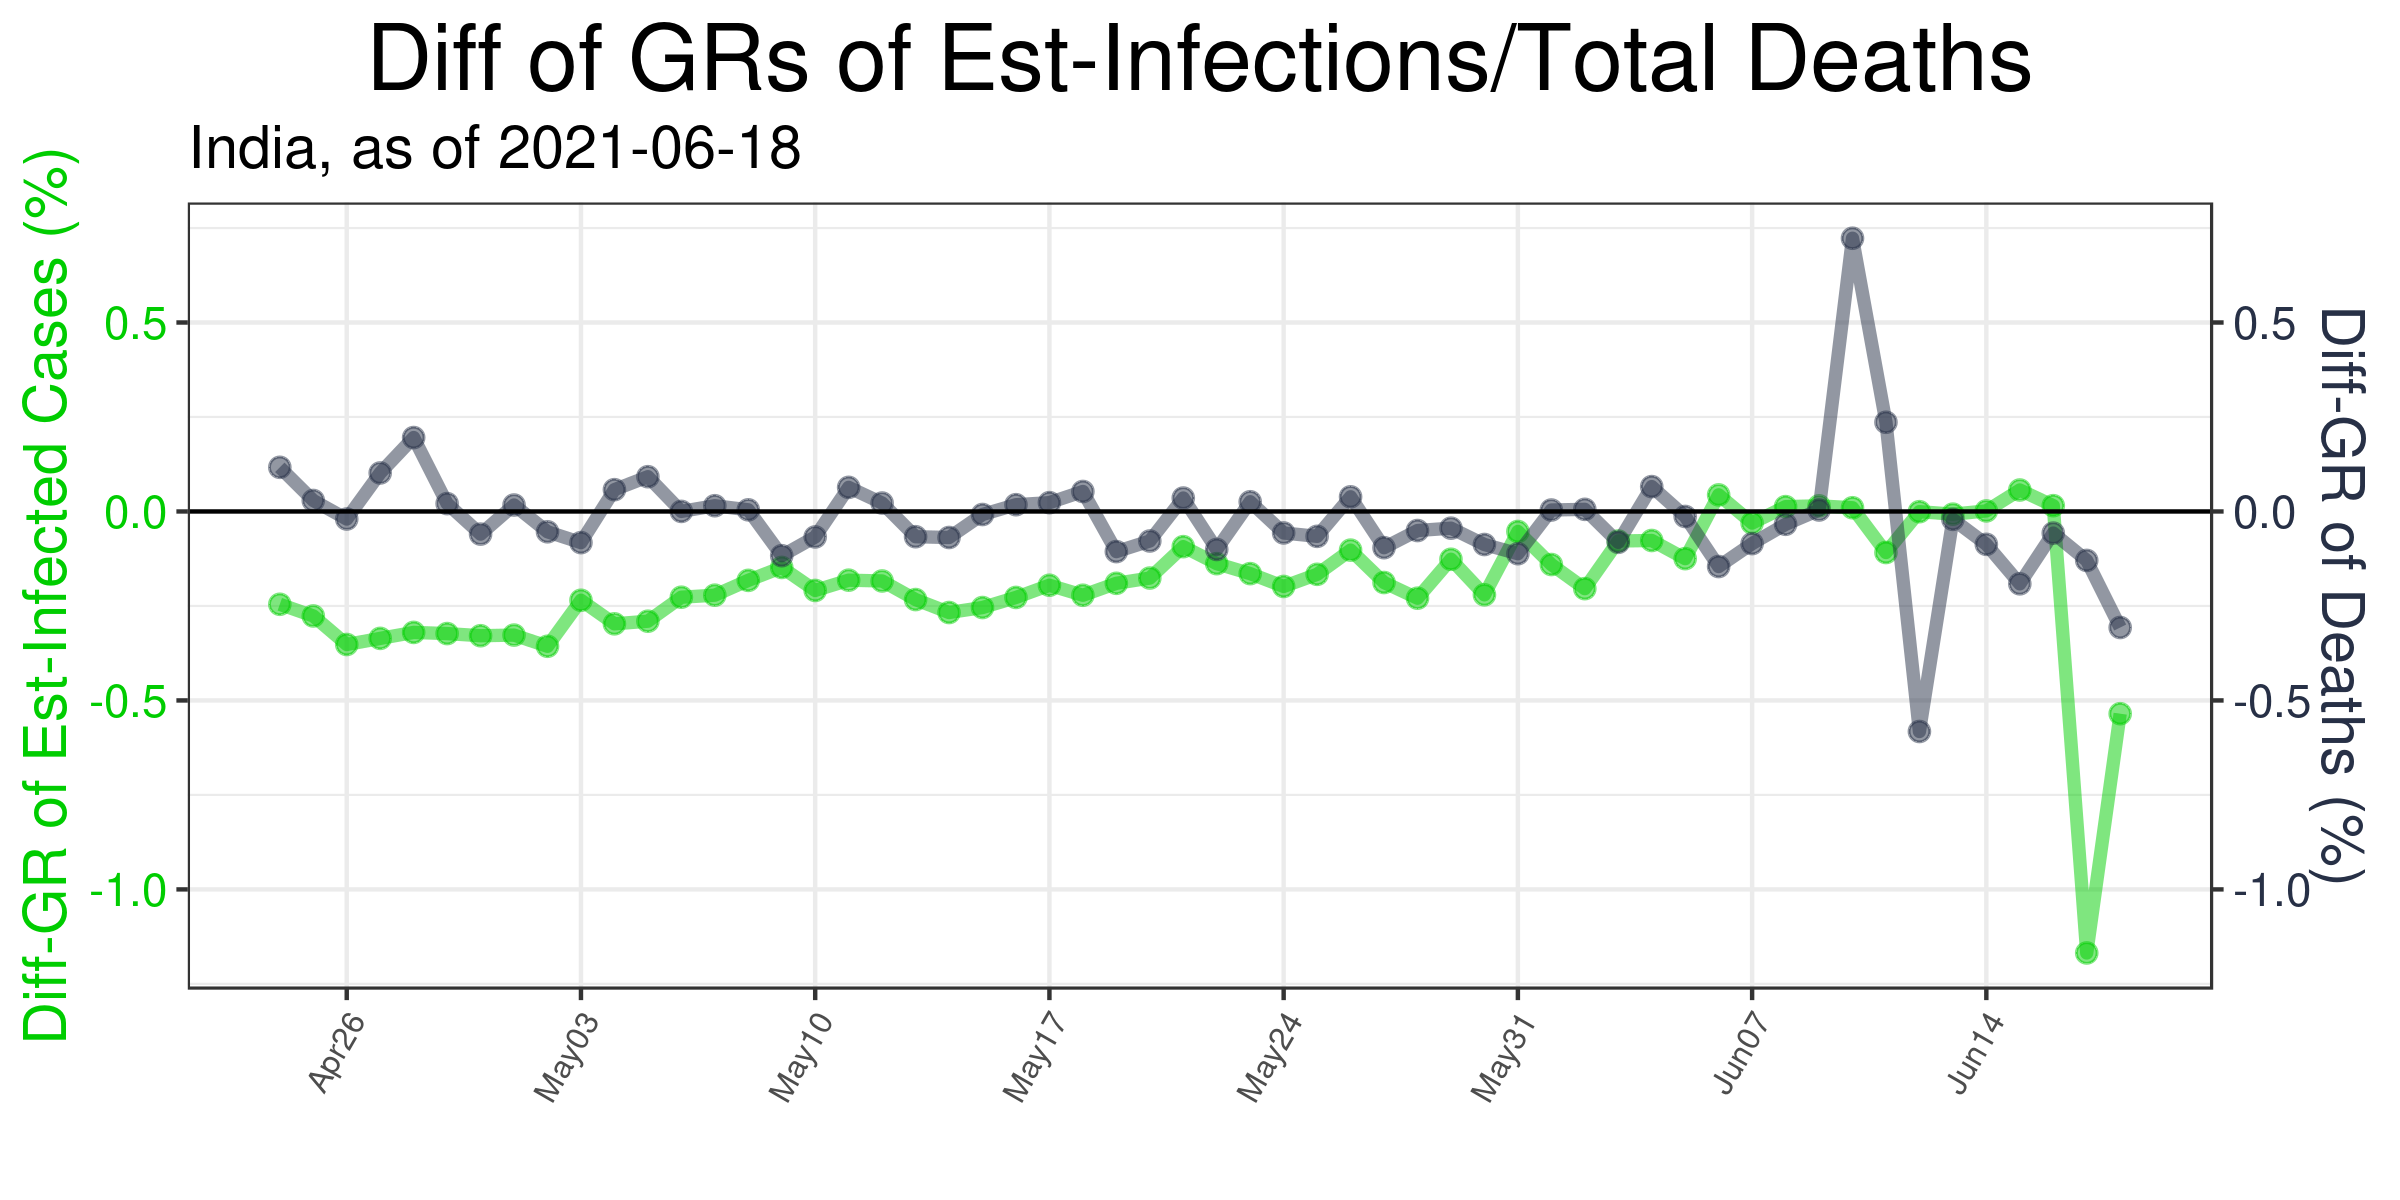 Diff of GRs of Est-Infections/Total Deaths
India, as of 2021-06-18
Diff-GR of Est-Infected Cases (%)
0.5
0.0
-0.5
-1.0
0.5
0.0
-0.5
-1.0
Diff-GR of Deaths (%)
Apr26
May03
May10
May17
May24
May31
Jun07
Jun14